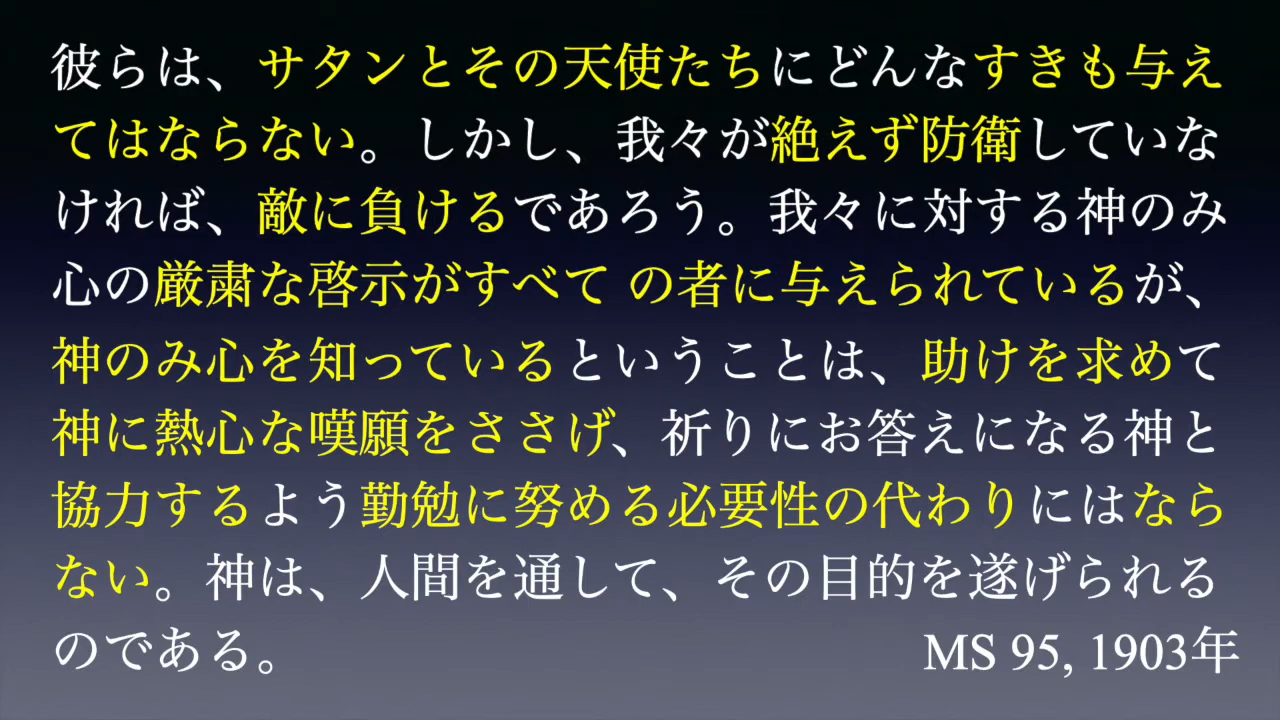 彼らは、サタンとその天使たちにどんなすきも与え
てはならない。しかし、我々が絶えず防衛していな
ければ、敵に負けるであろう。我々に対する神のみ
心の厳粛な啓示がすべて の者に与えられているが、
神のみ心を知っているということは、助けを求めて
神に熱心な嘆願をささげ、祈りにお答えになる神と
協力するよう勤勉に努める必要性の代わりにはなら
ない。神は、人間を通して、その目的を遂げられる
のである。 MS 95, 1903年